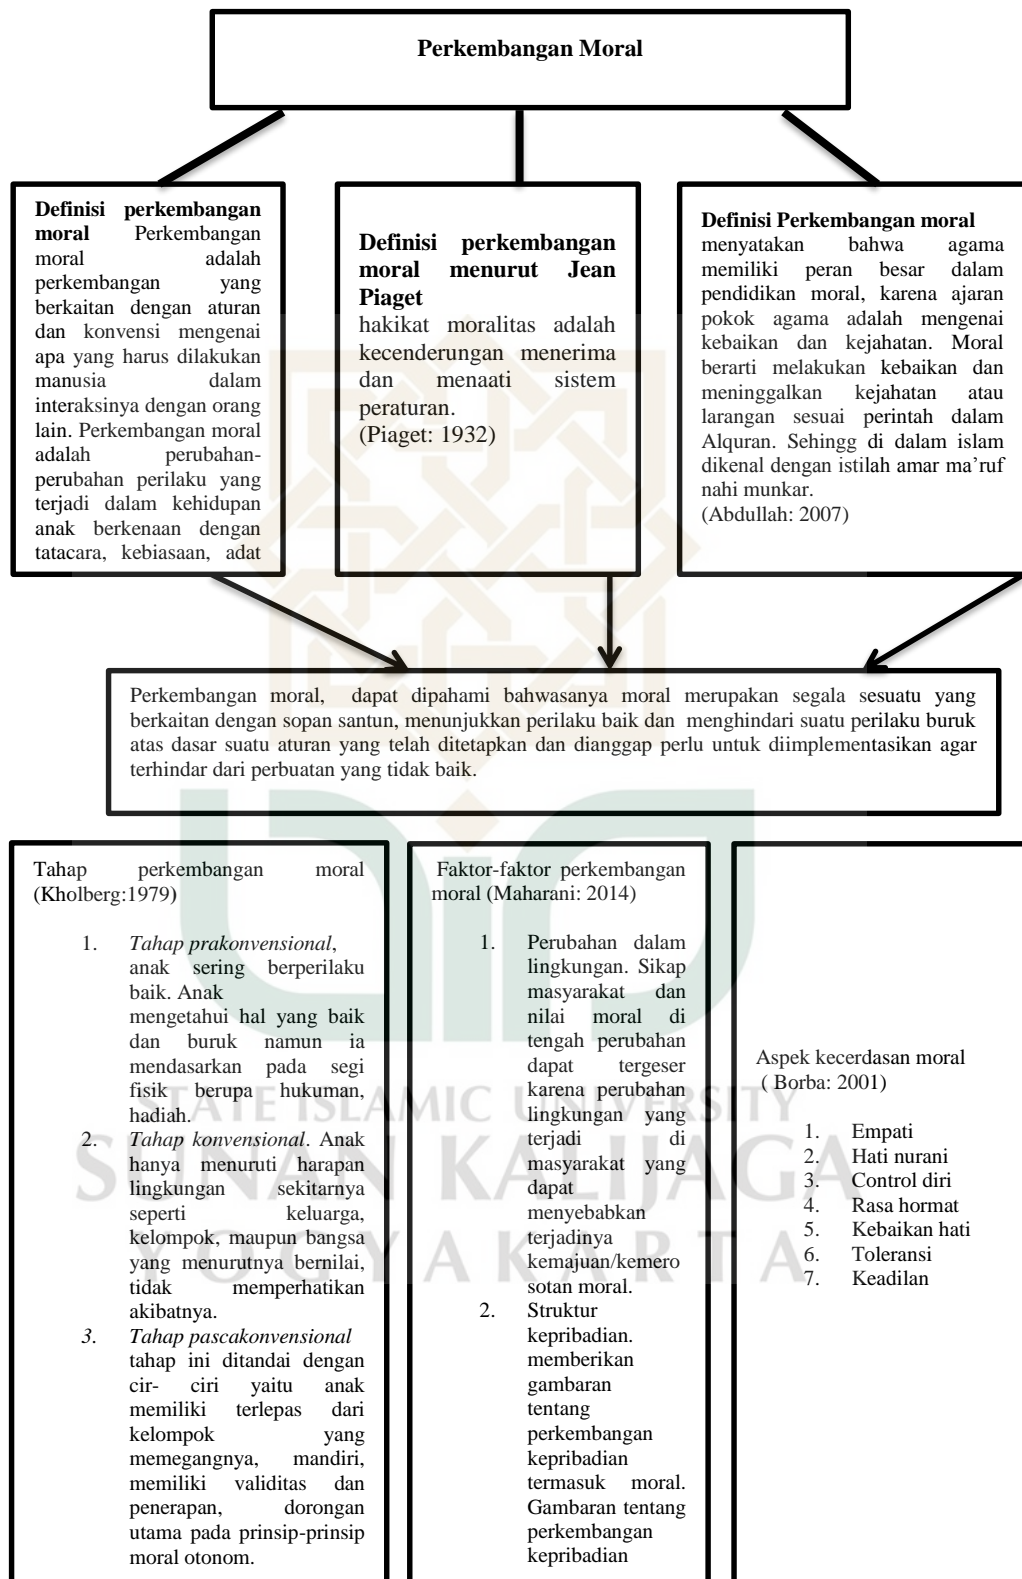 Perkembangan Moral
Definisi perkembangan
moral Perkembangan
moral adalah
perkembangan yang
berkaitan dengan aturan
dan konvensi mengenai
apa yang harus dilakukan
manusia dalam
interaksinya dengan orang
lain. Perkembangan moral
adalah perubahan-
perubahan perilaku yang
terjadi dalam kehidupan
anak berkenaan dengan
tatacara, kebiasaan, adat
Definisi perkembangan
moral menurut Jean
Piaget
hakikat moralitas adalah
kecenderungan menerima
dan menaati sistem
peraturan.
(Piaget: 1932)
Definisi Perkembangan moral
menyatakan bahwa agama
memiliki peran besar dalam
pendidikan moral, karena ajaran
pokok agama adalah mengenai
kebaikan dan kejahatan. Moral
berarti melakukan kebaikan dan
meninggalkan kejahatan atau
larangan sesuai perintah dalam
Alquran. Sehingg di dalam islam
dikenal dengan istilah amar ma’ruf
nahi munkar.
(Abdullah: 2007)
Perkembangan moral, dapat dipahami bahwasanya moral merupakan segala sesuatu yang
berkaitan dengan sopan santun, menunjukkan perilaku baik dan menghindari suatu perilaku buruk
atas dasar suatu aturan yang telah ditetapkan dan dianggap perlu untuk diimplementasikan agar
terhindar dari perbuatan yang tidak baik.
Tahap perkembangan moral
(Kholberg:1979)
1. Tahap prakonvensional,
anak sering berperilaku
baik. Anak
mengetahui hal yang baik
dan buruk namun ia
mendasarkan pada segi
fisik berupa hukuman,
hadiah.
2. Tahap konvensional. Anak
hanya menuruti harapan
lingkungan sekitarnya
seperti keluarga,
kelompok, maupun bangsa
yang menurutnya bernilai,
tidak memperhatikan
akibatnya.
3. Tahap pascakonvensional
tahap ini ditandai dengan
cir- ciri yaitu anak
memiliki terlepas dari
kelompok yang
memegangnya, mandiri,
memiliki validitas dan
penerapan, dorongan
utama pada prinsip-prinsip
moral otonom.
Faktor-faktor perkembangan
moral (Maharani: 2014)
1. Perubahan dalam
lingkungan. Sikap
masyarakat dan
nilai moral di
tengah perubahan
dapat tergeser
karena perubahan
lingkungan yang
terjadi di
masyarakat yang
dapat
menyebabkan
terjadinya
kemajuan/kemero
sotan moral.
2. Struktur
kepribadian.
memberikan
gambaran
tentang
perkembangan
kepribadian
termasuk moral.
Gambaran tentang
perkembangan
kepribadian
Aspek kecerdasan moral
( Borba: 2001)
1. Empati
2. Hati nurani
3. Control diri
4. Rasa hormat
5. Kebaikan hati
6. Toleransi
7. Keadilan
STATE ISLAMIC UNIVERSITY
SUNAN KALIJAGA
YOGYAKARTA